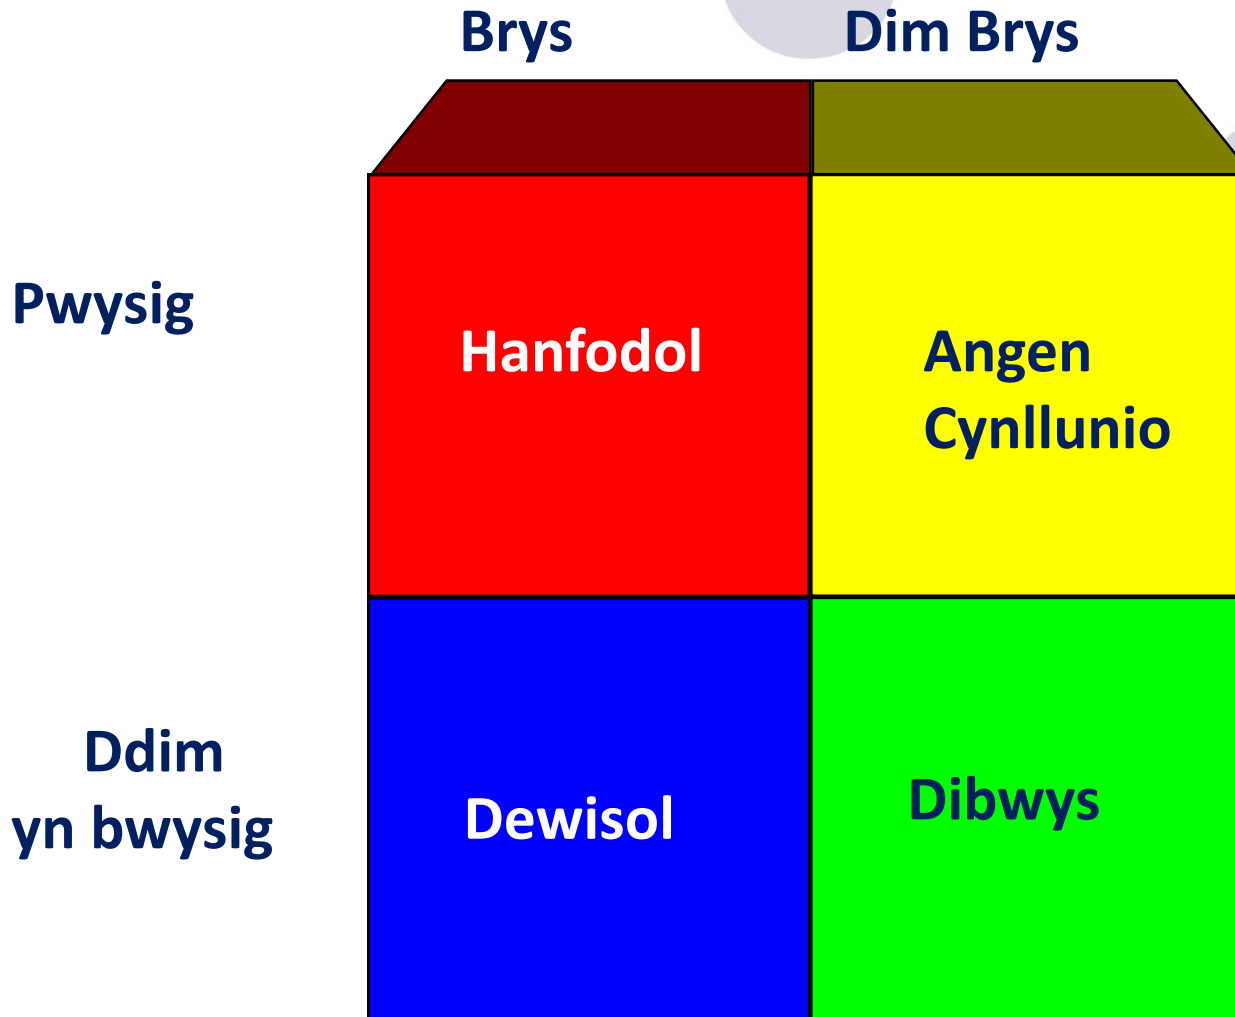 Brys
Dim Brys
Pwysig
Hanfodol
Angen
Cynllunio
Ddim
yn bwysig
Dewisol
Dibwys